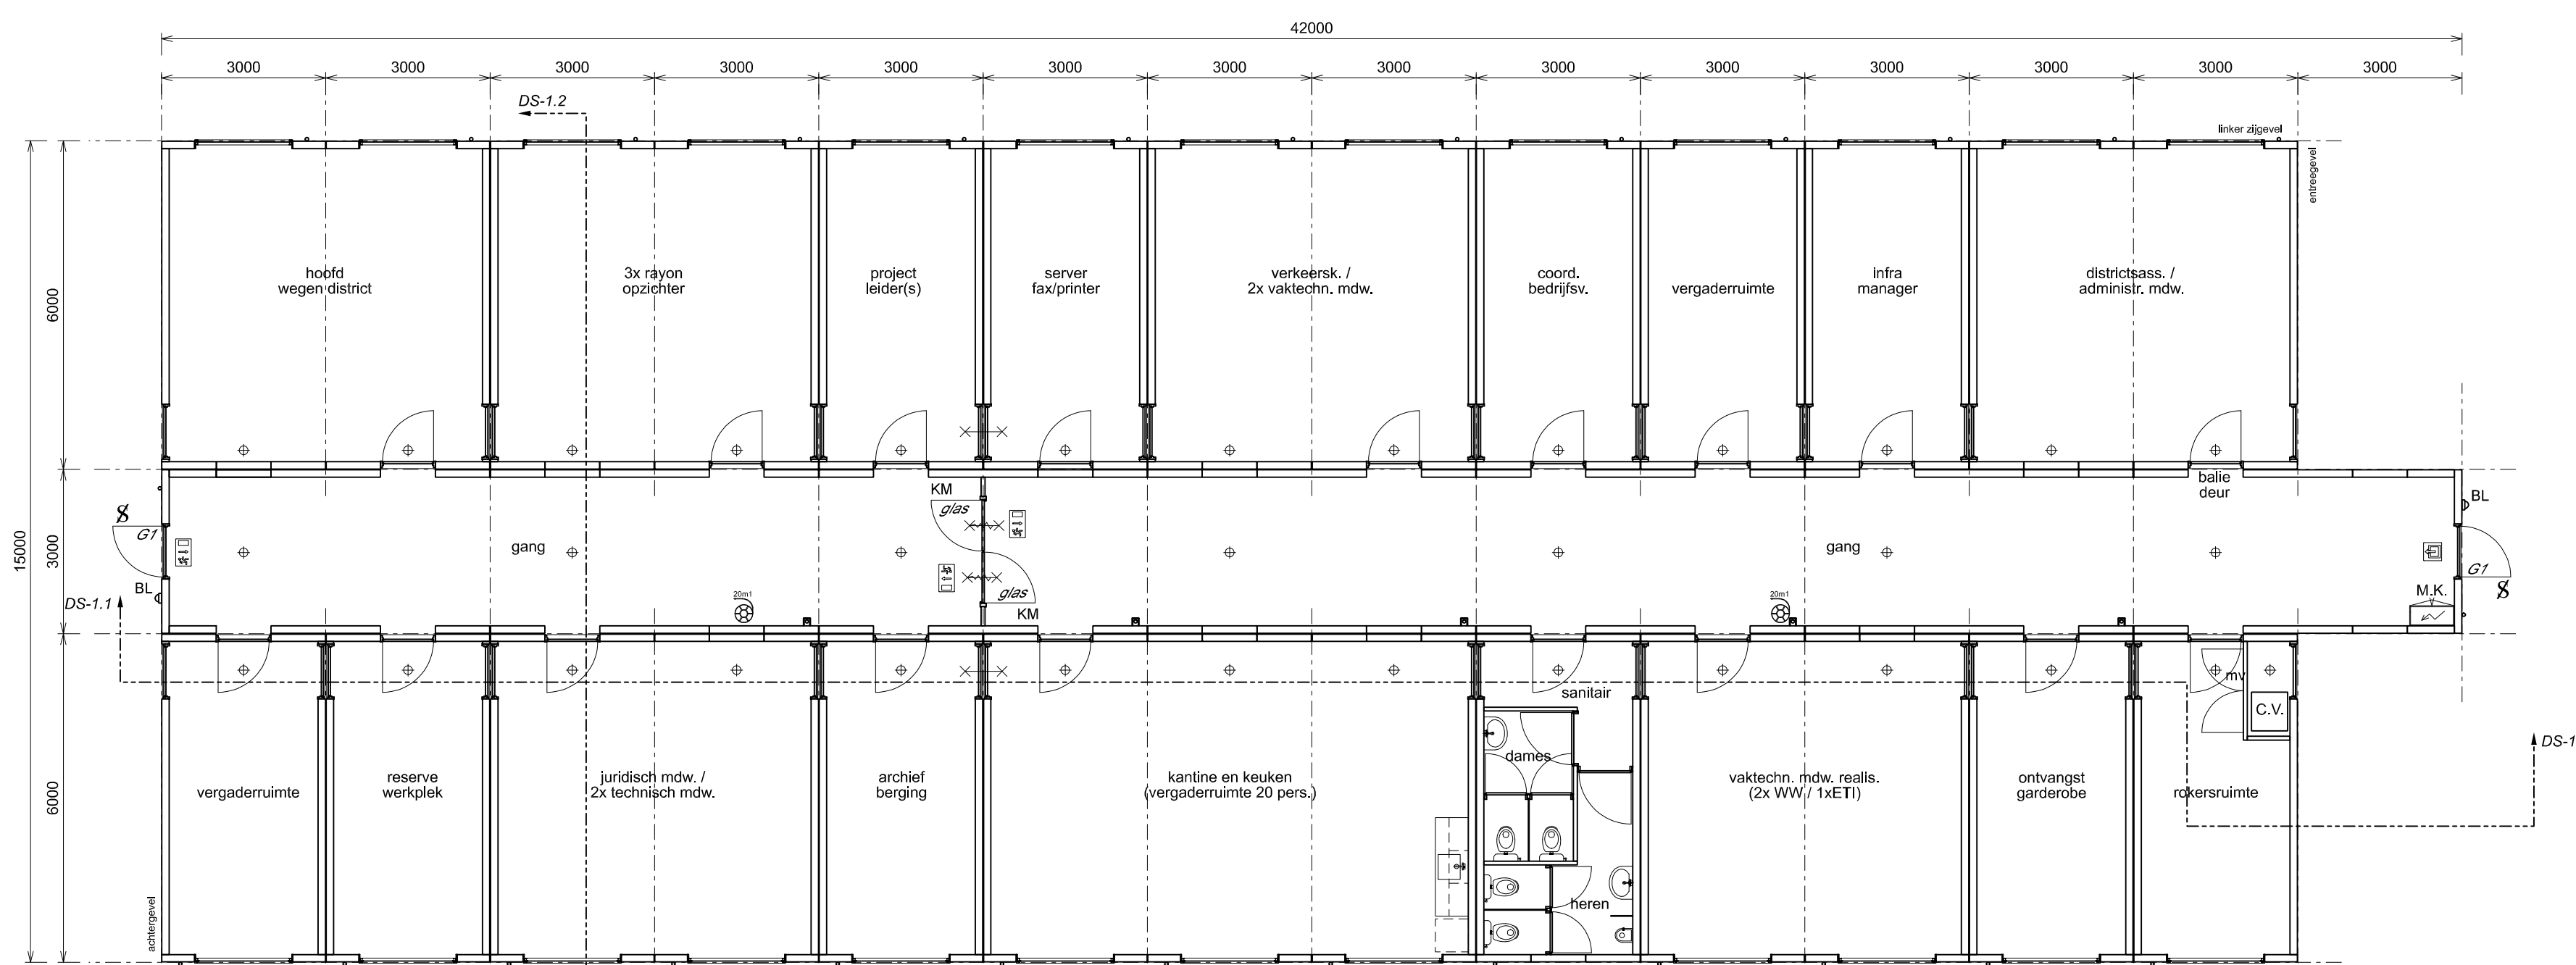 42000
3000 3000 3000 3000 3000 3000 3000 3000 3000 3000 3000 3000 3000 3000
DS-1.2
linker zijgevel
entreegevel
15000
6000
3000
6000
hoofd
wegen district
3x rayon
opzichter
project
leider(s)
server
fax/printer
verkeersk. /
2x vaktechn. mdw.
coord.
bedrijfsv.
vergaderruimte
infra
manager
districtsass. /
administr. mdw.
balie
deur
KM
glas
G1
BL
gang
glas
KM
gang
BL
G1
M.K.
20m1
20m1
DS-1.1
sanitair
mv
C.V.
DS-1
dames
vergaderruimte
reserve
werkplek
juridisch mdw. /
2x technisch mdw.
archief
berging
kantine en keuken
(vergaderruimte 20 pers.)
vaktechn. mdw. realis.
(2x WW / 1xETI)
ontvangst
garderobe
rokersruimte
heren
achtergevel